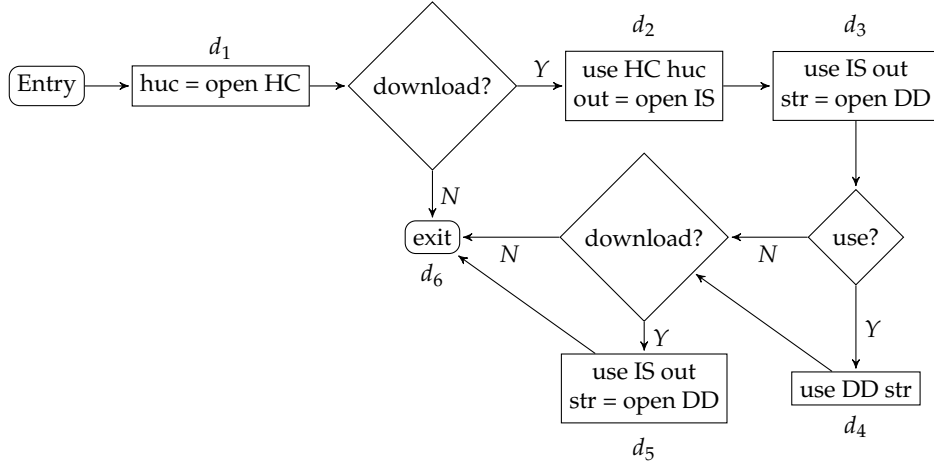 d1
d2
d3
Entry
huc = open HC
download?
Y
use HC huc
out = open IS
use IS out
str = open DD
N
exit
d6
N
download?
N
use?
Y
Y
use IS out
str = open DD
d5
use DD str
d4